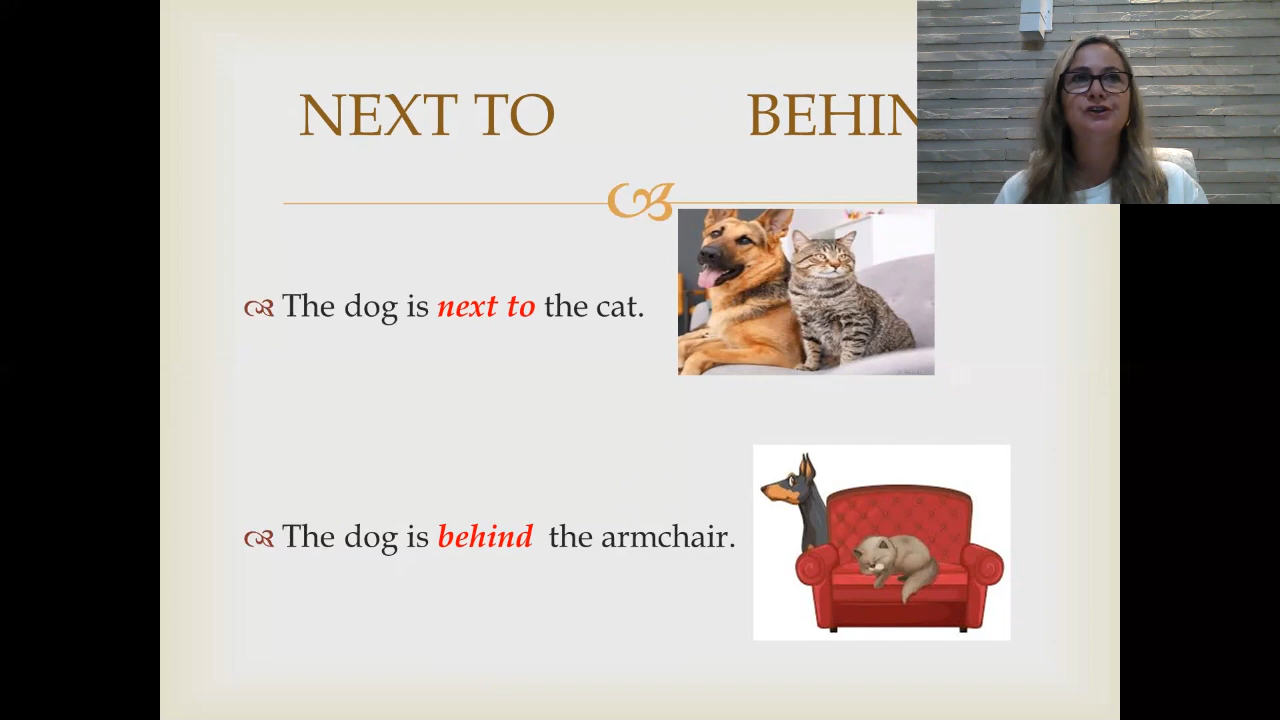 NEXT TO BEHIN
The dog is next to the cat.
The dog is behind the armchair.